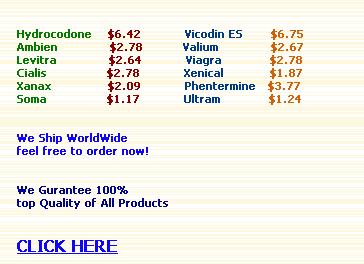 Hydrocodone $6.42 Vicodin ES $6.75
Ambien $2.78 Valium $2.67
Levitra $2.64 Viagra $2.78
Cialis $2.78 Xenical $1.87
Xanax $2.09 Phentermine $3.77
Soma $1.17 Ultram $1.24
We Ship WorldWide
feel free to order now!
We Gurantee 100%
top Quality of All Products
CLICK HERE